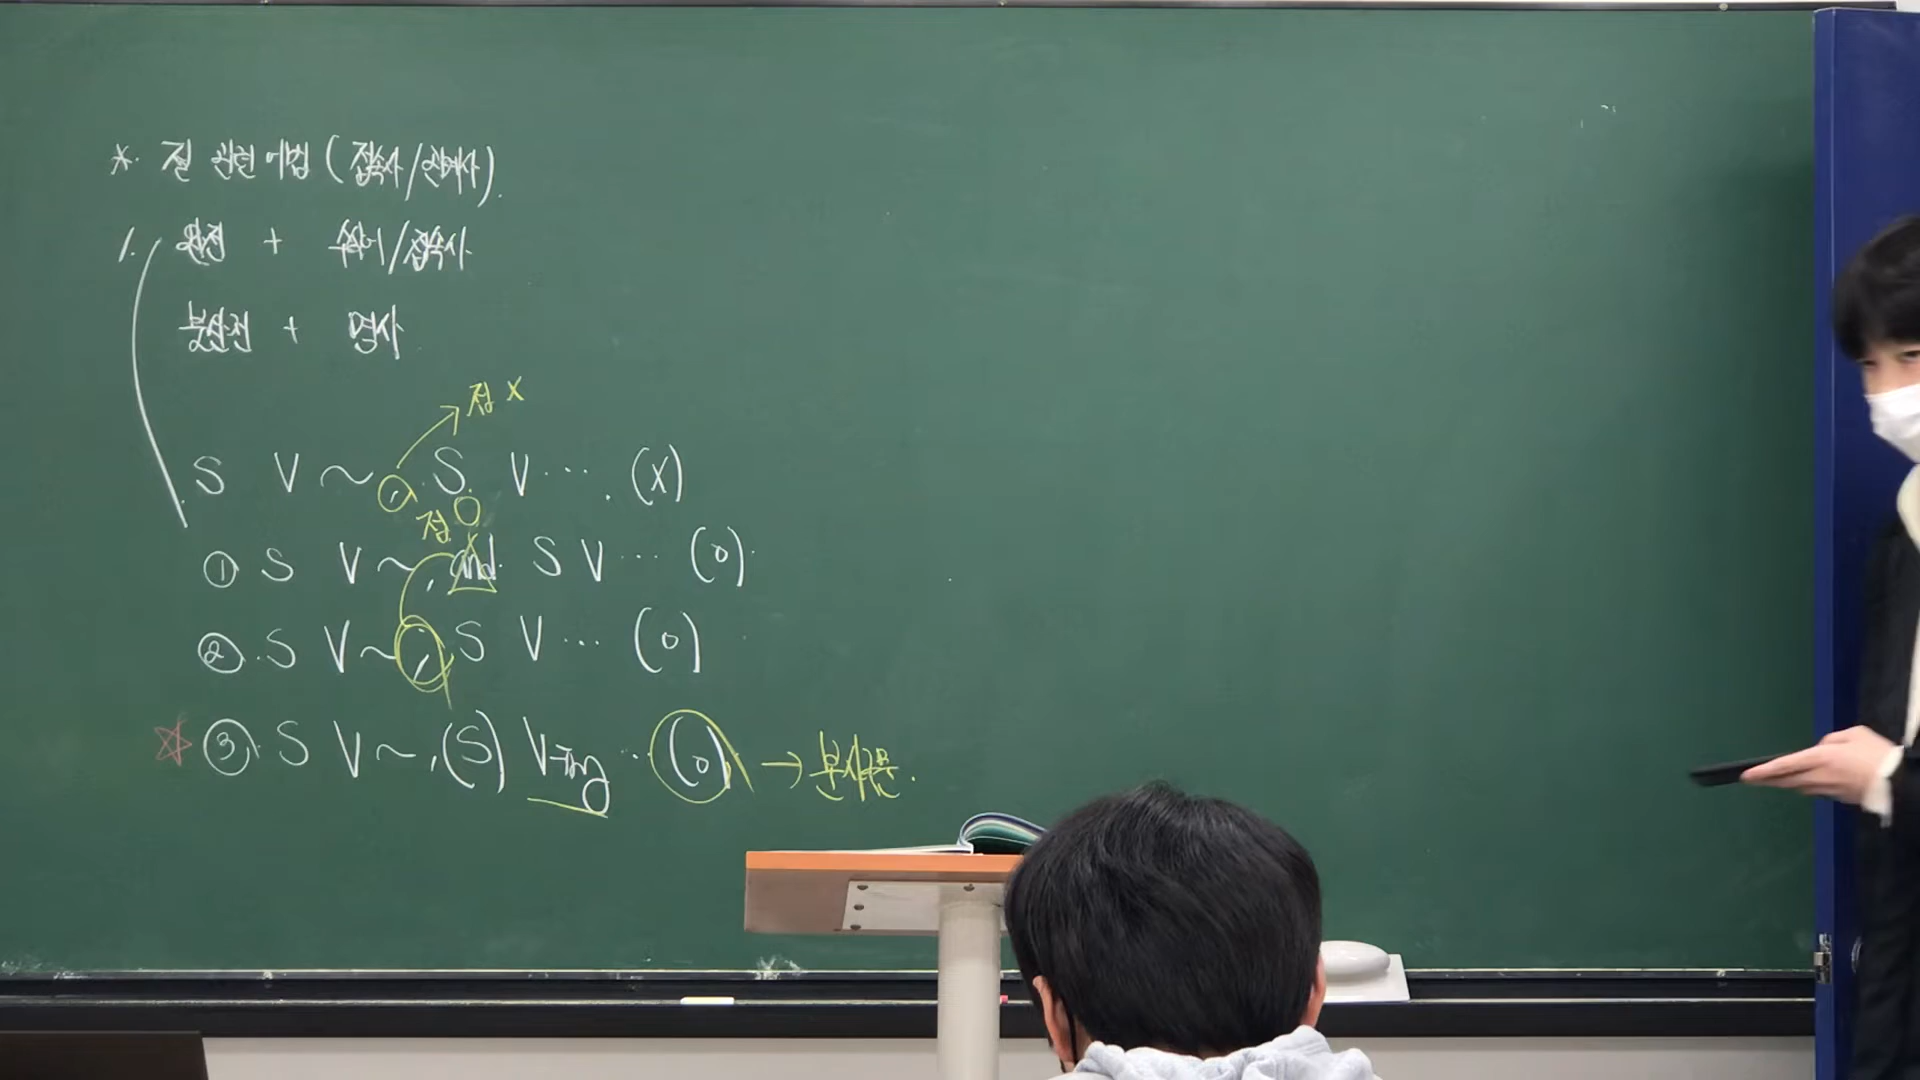 * 절 관련 어법 (접속사/관계사).
1. 완전 + 수식어/접속사
불완전 + 명사.
접 X
S V ~ , S V ... . (X)
접 O
① S V ~ , and S V ... (O)
② S V ~ ; S V ... (O)
☆ ③ S V ~ , (S) V-ing ... (O) → 분사구문.